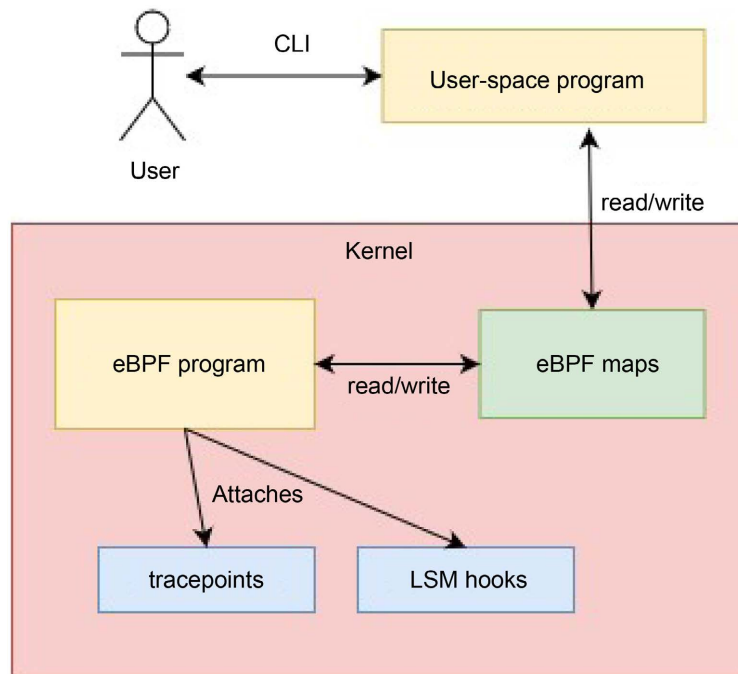 CLI
User-space program
User
read/write
Kernel
eBPF program
read/write
eBPF maps
Attaches
tracepoints
LSM hooks